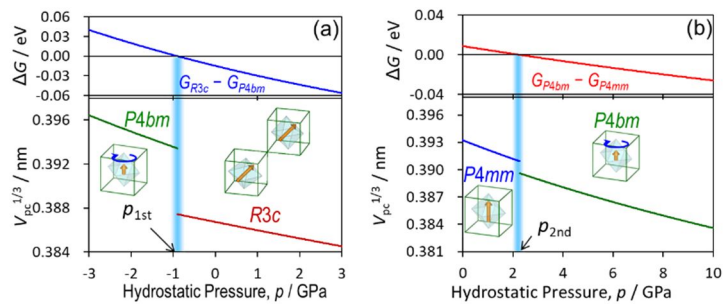 (a)
ΔG / eV
0.06
0.03
0.00
-0.03
-0.06
G_R3c − G_P4bm
V_pc^1/3 / nm
0.396
0.392
0.388
0.384
P4bm
R3c
p_1st
-3 -2 -1 0 1 2 3
Hydrostatic Pressure, p / GPa
(b)
ΔG / eV
0.04
0.00
-0.04
G_P4bm − G_P4mm
V_pc^1/3 / nm
0.396
0.393
0.390
0.387
0.384
0.381
P4bm
P4mm
p_2nd
0 2 4 6 8 10
Hydrostatic Pressure, p / GPa